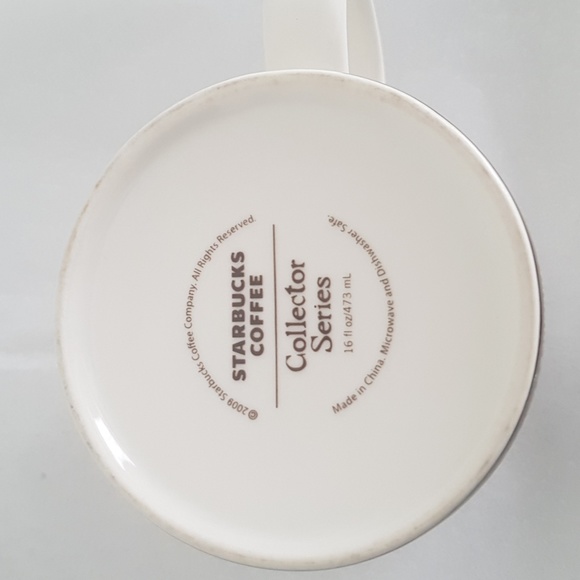 © 2009 Starbucks Coffee Company. All Rights Reserved.
STARBUCKS
COFFEE
Collector
Series
16 fl oz/473 mL
Made in China. Microwave and Dishwasher Safe.